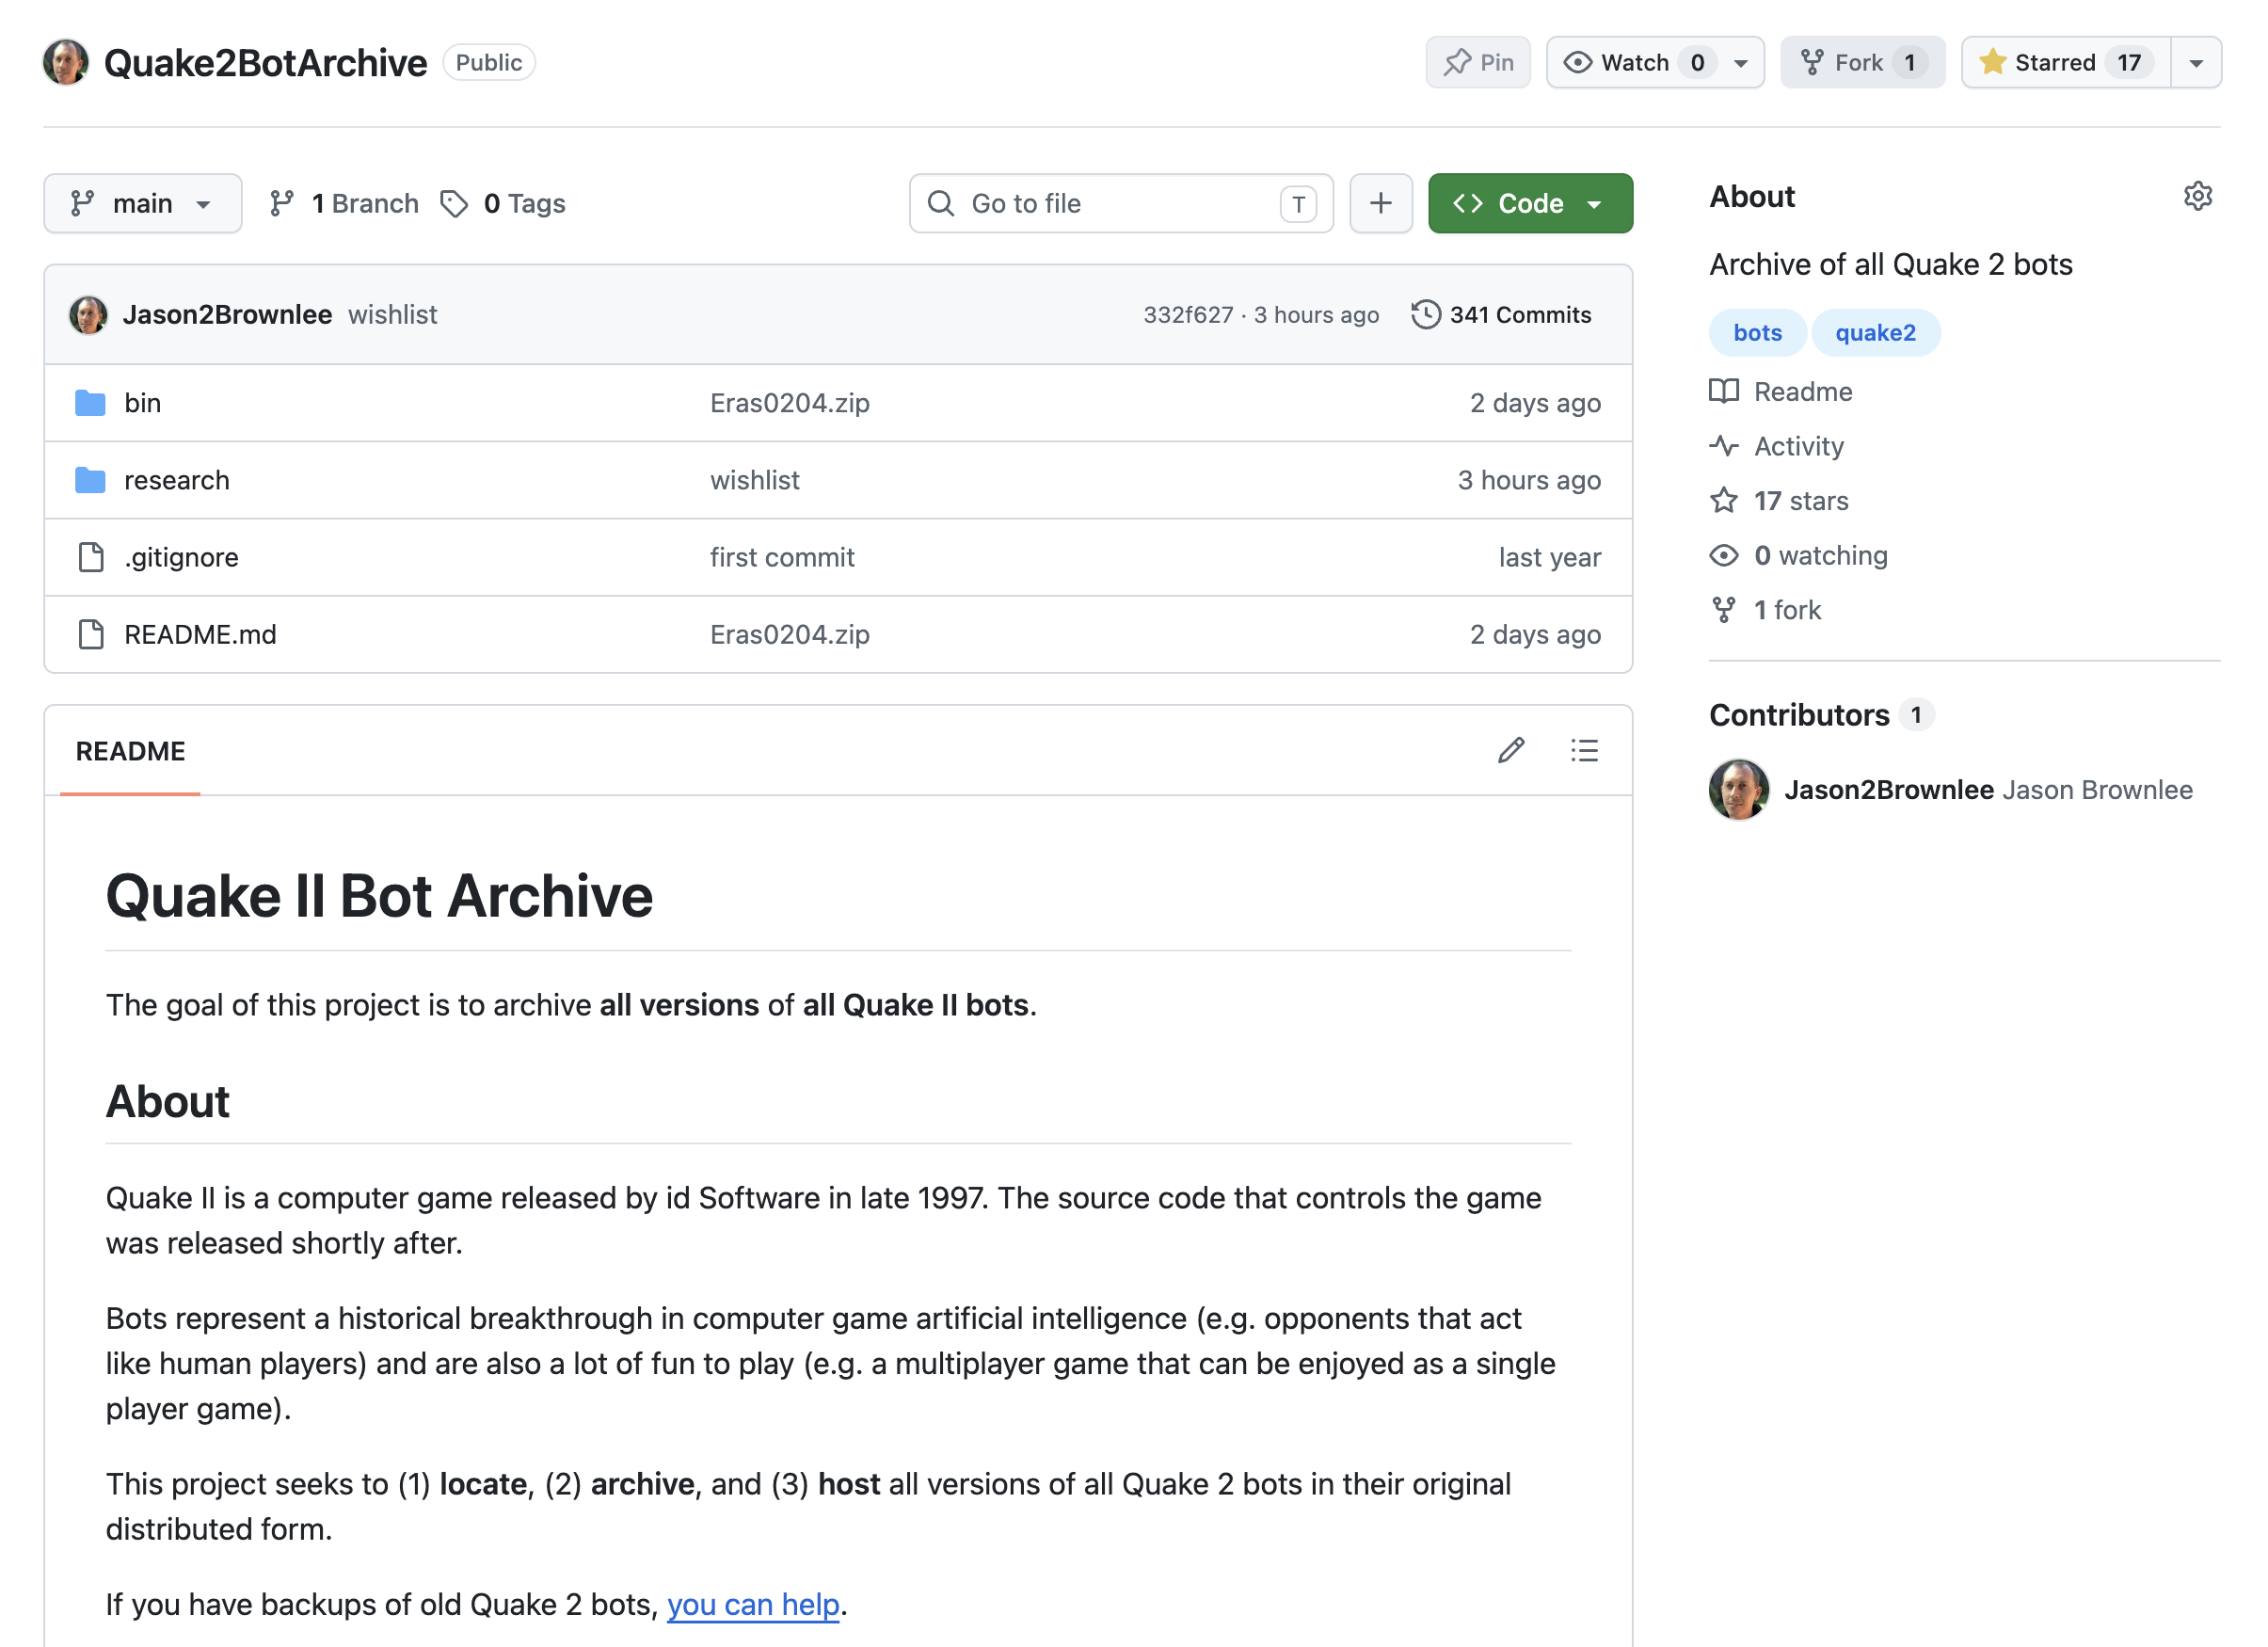 Quake2BotArchive Public Pin Watch 0 Fork 1 Starred 17
main 1 Branch 0 Tags Go to file T + <> Code
Jason2Brownlee wishlist 332f627 · 3 hours ago 341 Commits
bin Eras0204.zip 2 days ago
research wishlist 3 hours ago
.gitignore first commit last year
README.md Eras0204.zip 2 days ago
README
Quake II Bot Archive
The goal of this project is to archive all versions of all Quake II bots.
About
Quake II is a computer game released by id Software in late 1997. The source code that controls the game
was released shortly after.
Bots represent a historical breakthrough in computer game artificial intelligence (e.g. opponents that act
like human players) and are also a lot of fun to play (e.g. a multiplayer game that can be enjoyed as a single
player game).
This project seeks to (1) locate, (2) archive, and (3) host all versions of all Quake 2 bots in their original
distributed form.
If you have backups of old Quake 2 bots, you can help.
About
Archive of all Quake 2 bots
bots quake2
Readme
Activity
17 stars
0 watching
1 fork
Contributors 1
Jason2Brownlee Jason Brownlee